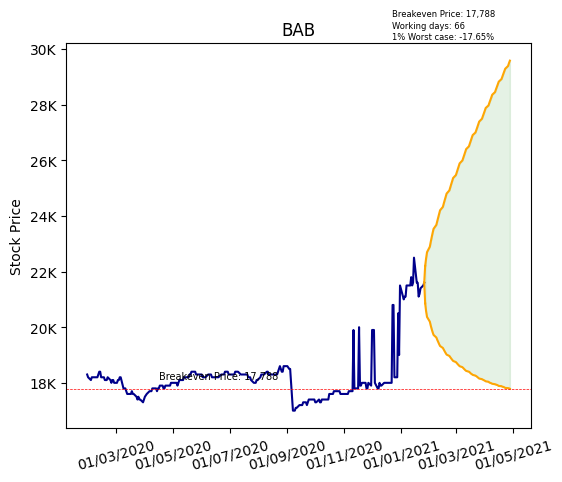 Breakeven Price: 17,788
Working days: 66
1% Worst case: -17.65%
BAB
30K
28K
26K
24K
22K
20K
18K
Stock Price
Breakeven Price: 17,788
01/03/2020
01/05/2020
01/07/2020
01/09/2020
01/11/2020
01/01/2021
01/03/2021
01/05/2021